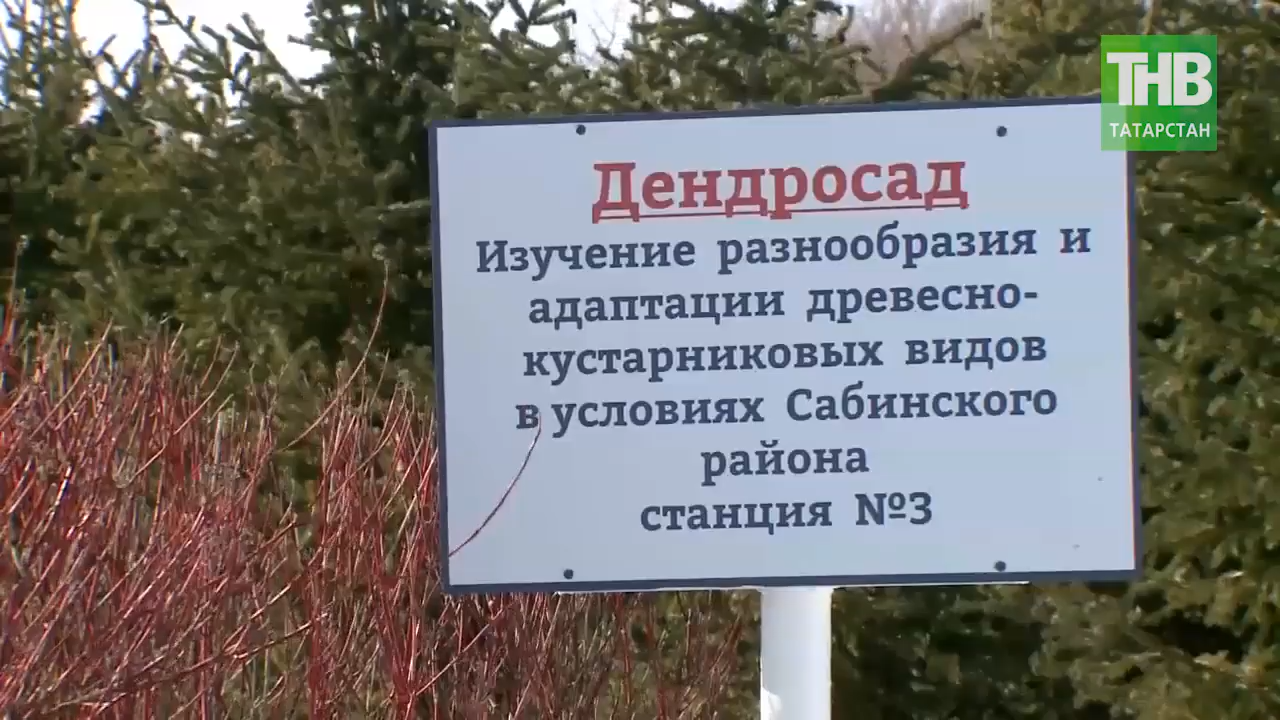 ТНВ
ТАТАРСТАН
Дендросад
Изучение разнообразия и
адаптации древесно-
кустарниковых видов
в условиях Сабинского
района
станция №3